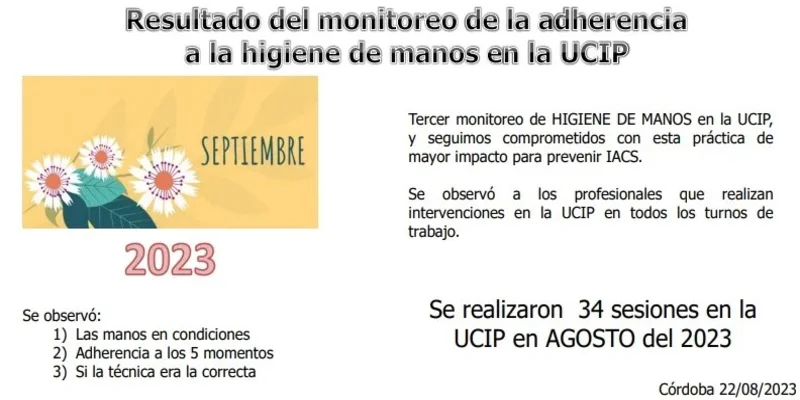 Resultado del monitoreo de la adherencia
a la higiene de manos en la UCIP
SEPTIEMBRE
2023
Se observó:
1) Las manos en condiciones
2) Adherencia a los 5 momentos
3) Si la técnica era la correcta
Tercer monitoreo de HIGIENE DE MANOS en la UCIP,
y seguimos comprometidos con esta práctica de
mayor impacto para prevenir IACS.
Se observó a los profesionales que realizan
intervenciones en la UCIP en todos los turnos de
trabajo.
Se realizaron 34 sesiones en la
UCIP en AGOSTO del 2023
Córdoba 22/08/2023